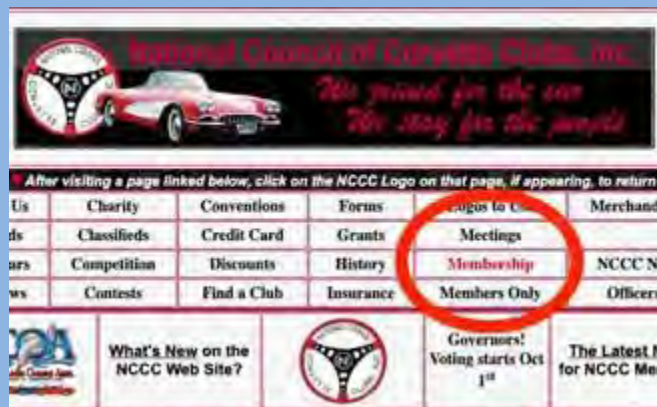 National Council of Corvette Clubs, Inc.
We joined for the car
We stay for the people
After visiting a page linked below, click on the NCCC Logo on that page, if appearing, to return
Us Charity Conventions Forms Logos to Merchand
ds Classifieds Credit Card Grants Meetings
ars Competition Discounts History Membership NCCC N
ws Contests Find a Club Insurance Members Only Officers
What's New on the
NCCC Web Site?
Governors!
Voting starts Oct
1st
The Latest
for NCCC Me